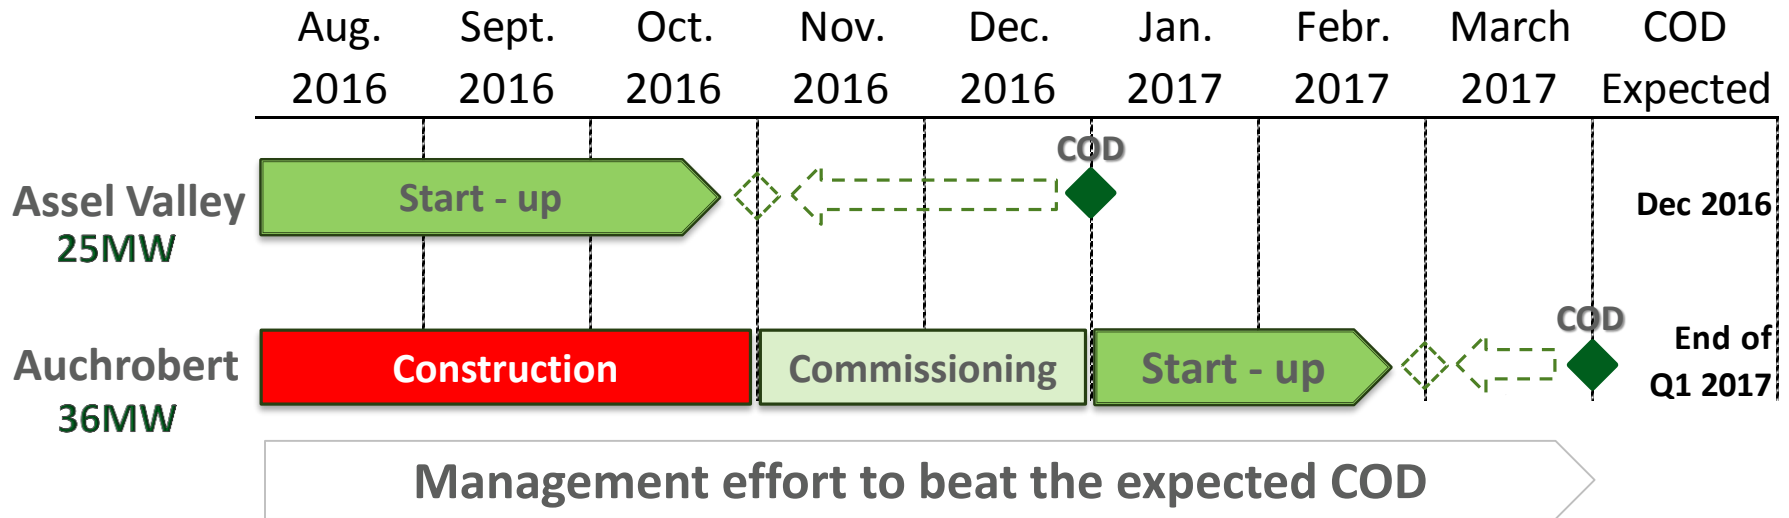 Aug. Sept. Oct. Nov. Dec. Jan. Febr. March COD
2016 2016 2016 2016 2016 2017 2017 2017 Expected
COD
Assel Valley Start - up Dec 2016
25MW
COD
Auchrobert Construction Commissioning Start - up End of
36MW Q1 2017
Management effort to beat the expected COD